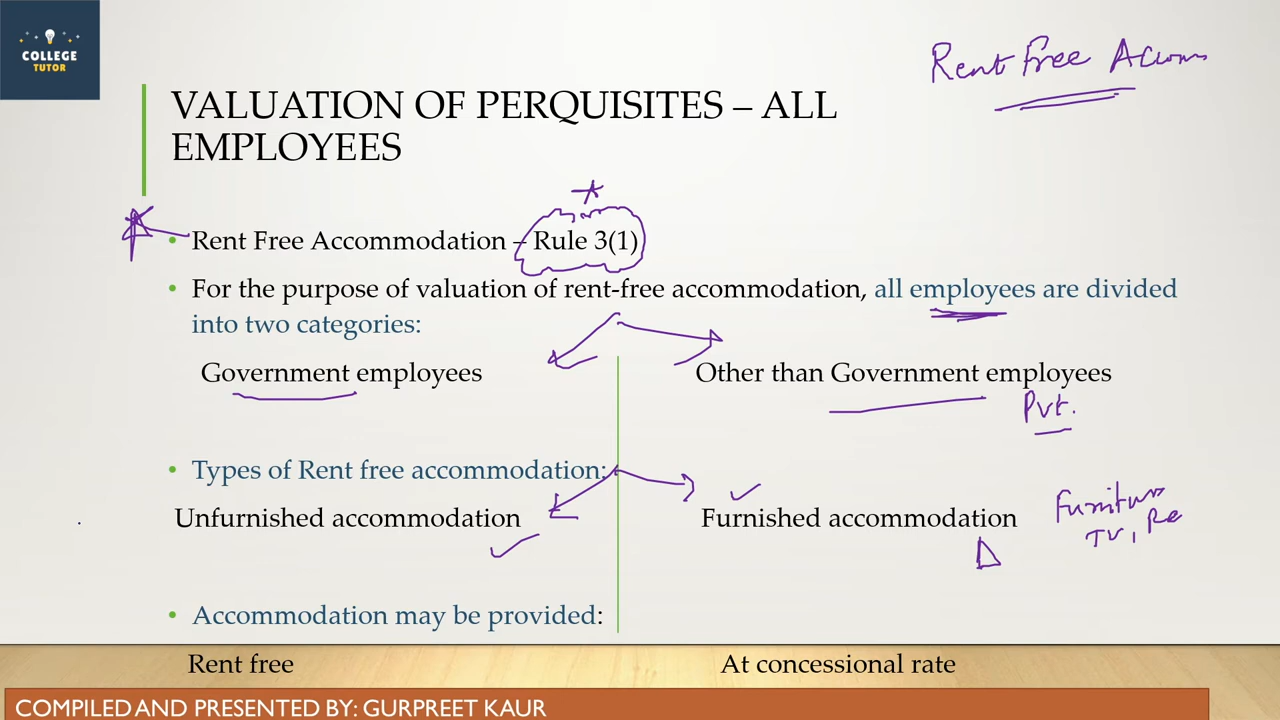 COLLEGE
TUTOR
Rent Free Accom
VALUATION OF PERQUISITES – ALL
EMPLOYEES
• Rent Free Accommodation – Rule 3(1)
• For the purpose of valuation of rent-free accommodation, all employees are divided
into two categories:
Government employees Other than Government employees
Pvt.
• Types of Rent free accommodation:
Unfurnished accommodation Furnished accommodation
TV,
• Accommodation may be provided:
Rent free At concessional rate
COMPILED AND PRESENTED BY: GURPREET KAUR